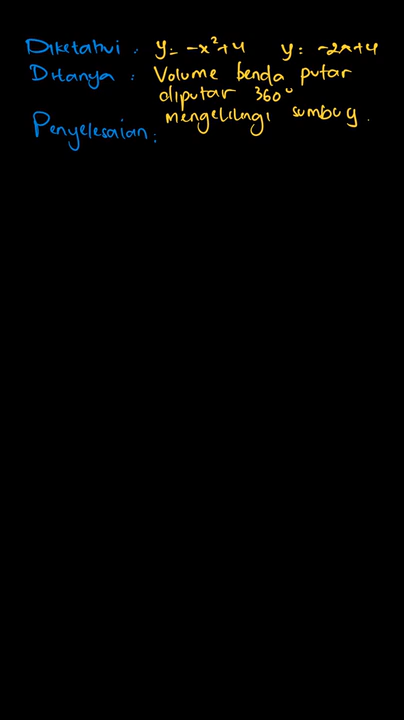 Diketahui : y = -x²+4 y = -2x+4
Ditanya : Volume benda putar
diputar 360°
mengelilingi sumbu y.
Penyelesaian :